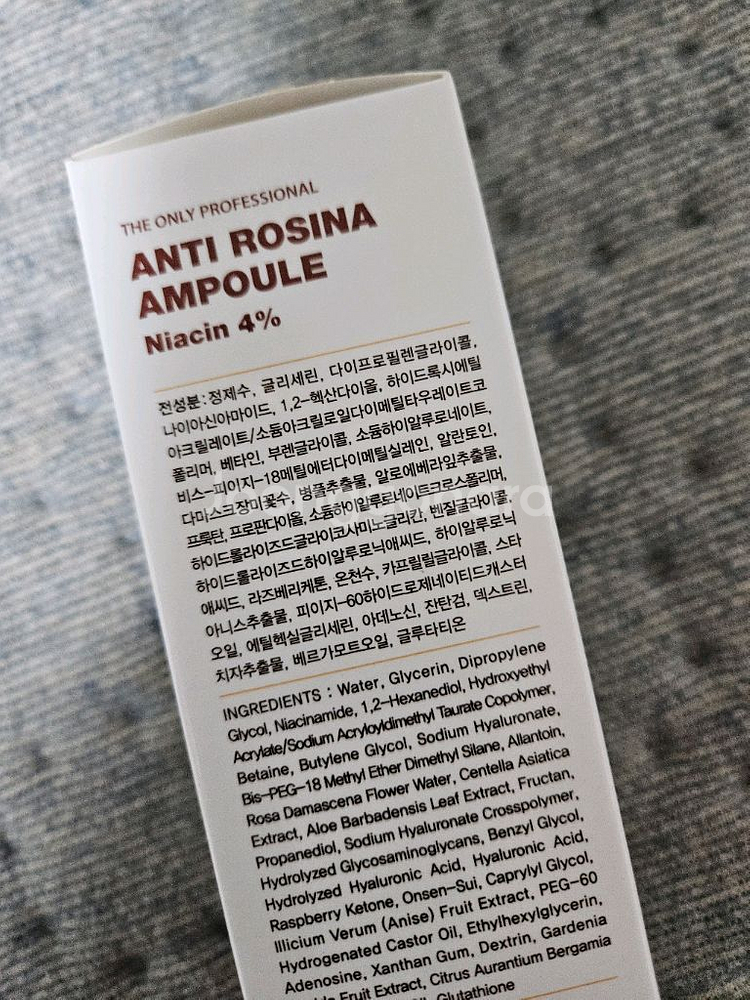 THE ONLY PROFESSIONAL
ANTI ROSINA
AMPOULE
Niacin 4%
전성분:정제수, 글리세린, 다이프로필렌글라이콜,
나이아신아마이드, 1,2-헥산다이올, 하이드록시에틸
아크릴레이트/소듐아크릴로일다이메틸타우레이트코
폴리머, 베타인, 부렌글라이콜, 소듐하이알루로네이트,
비스-피이지-18메틸에터다이메틸실레인, 알란토인,
다마스크장미꽃수, 병풀추출물, 알로에베라잎추출물,
프룩탄, 프로판다이올, 소듐하이알루로네이트크로스폴리머,
하이드롤라이즈드글라이코사미노글리칸, 벤질글라이콜,
하이드롤라이즈드하이알루로닉애씨드, 하이알루로닉
애씨드, 라즈베리케톤, 온천수, 카프릴릴글라이콜, 스타
아니스추출물, 피이지-60하이드로제네이티드캐스터
오일, 에틸헥실글리세린, 아데노신, 잔탄검, 덱스트린,
치자추출물, 베르가모트오일, 글루타티온
INGREDIENTS : Water, Glycerin, Dipropylene
Glycol, Niacinamide, 1,2-Hexanediol, Hydroxyethyl
Acrylate/Sodium Acryloyldimethyl Taurate Copolymer,
Betaine, Butylene Glycol, Sodium Hyaluronate,
Bis-PEG-18 Methyl Ether Dimethyl Silane, Allantoin,
Rosa Damascena Flower Water, Centella Asiatica
Extract, Aloe Barbadensis Leaf Extract, Fructan,
Propanediol, Sodium Hyaluronate Crosspolymer,
Hydrolyzed Glycosaminoglycans, Benzyl Glycol,
Hydrolyzed Hyaluronic Acid, Hyaluronic Acid,
Raspberry Ketone, Onsen-Sui, Caprylyl Glycol,
Illicium Verum (Anise) Fruit Extract, PEG-60
Hydrogenated Castor Oil, Ethylhexylglycerin,
Adenosine, Xanthan Gum, Dextrin, Gardenia
Fruit Extract, Citrus Aurantium Bergamia
Glutathione